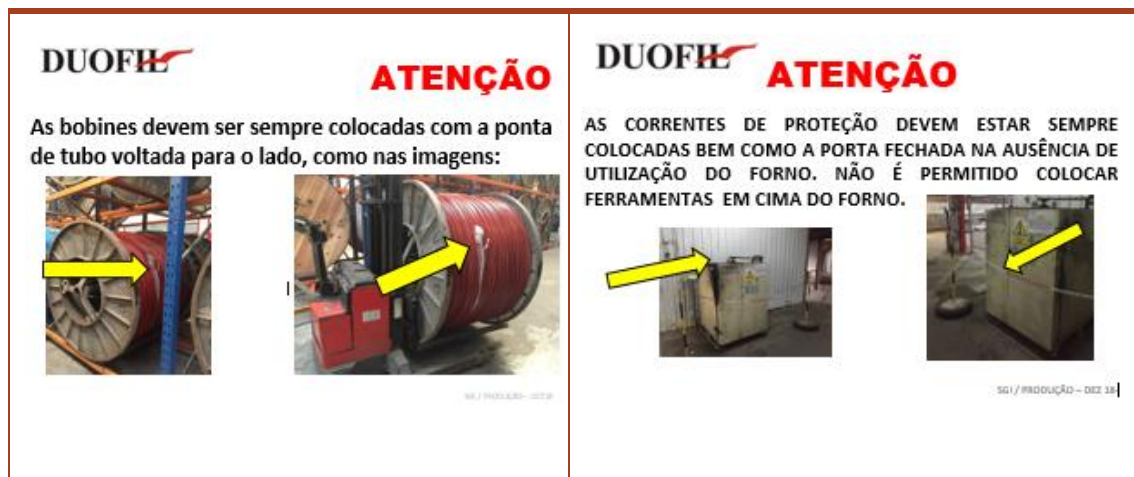 DUOFIL
ATENÇÃO
As bobines devem ser sempre colocadas com a ponta
de tubo voltada para o lado, como nas imagens:
DUOFIL
ATENÇÃO
AS CORRENTES DE PROTEÇÃO DEVEM ESTAR SEMPRE
COLOCADAS BEM COMO A PORTA FECHADA NA AUSÊNCIA DE
UTILIZAÇÃO DO FORNO. NÃO É PERMITIDO COLOCAR
FERRAMENTAS EM CIMA DO FORNO.
SGI / PRODUÇÃO – DEZ 18